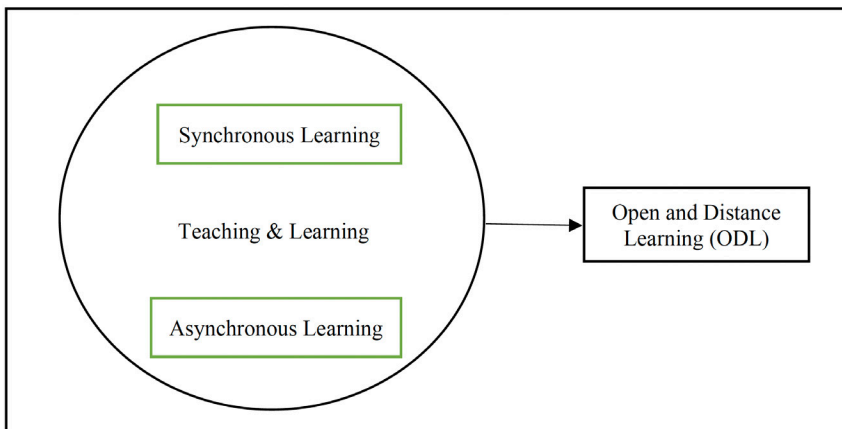 Synchronous Learning
Teaching & Learning
Asynchronous Learning
Open and Distance
Learning (ODL)